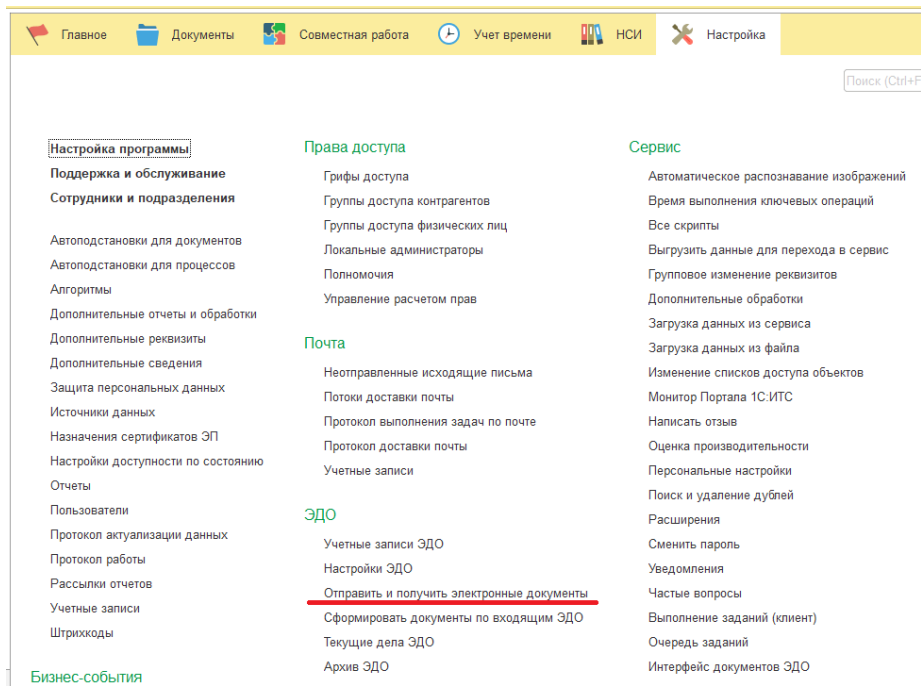 Главное Документы Совместная работа Учет времени НСИ Настройка
Поиск (Ctrl+F
Настройка программы
Поддержка и обслуживание
Сотрудники и подразделения
Автоподстановки для документов
Автоподстановки для процессов
Алгоритмы
Дополнительные отчеты и обработки
Дополнительные реквизиты
Дополнительные сведения
Защита персональных данных
Источники данных
Назначения сертификатов ЭП
Настройки доступности по состоянию
Отчеты
Пользователи
Протокол актуализации данных
Протокол работы
Рассылки отчетов
Учетные записи
Штрихкоды
Бизнес-события
Права доступа
Грифы доступа
Группы доступа контрагентов
Группы доступа физических лиц
Локальные администраторы
Полномочия
Управление расчетом прав
Почта
Неотправленные исходящие письма
Потоки доставки почты
Протокол выполнения задач по почте
Протокол доставки почты
Учетные записи
ЭДО
Учетные записи ЭДО
Настройки ЭДО
Отправить и получить электронные документы
Сформировать документы по входящим ЭДО
Текущие дела ЭДО
Архив ЭДО
Сервис
Автоматическое распознавание изображений
Время выполнения ключевых операций
Все скрипты
Выгрузить данные для перехода в сервис
Групповое изменение реквизитов
Дополнительные обработки
Загрузка данных из сервиса
Загрузка данных из файла
Изменение списков доступа объектов
Монитор Портала 1С:ИТС
Написать отзыв
Оценка производительности
Персональные настройки
Поиск и удаление дублей
Расширения
Сменить пароль
Уведомления
Частые вопросы
Выполнение заданий (клиент)
Очередь заданий
Интерфейс документов ЭДО